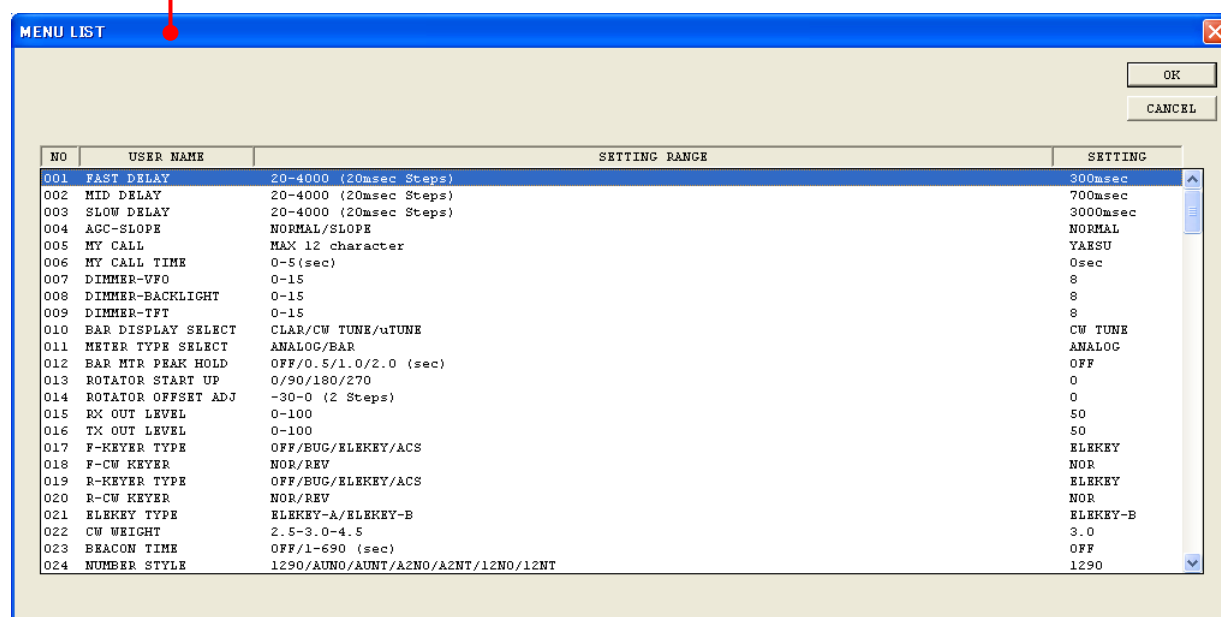 MENU LIST
OK
CANCEL
NO USER NAME SETTING RANGE SETTING
001 FAST DELAY 20-4000 (20msec Steps) 300msec
002 MID DELAY 20-4000 (20msec Steps) 700msec
003 SLOW DELAY 20-4000 (20msec Steps) 3000msec
004 AGC-SLOPE NORMAL/SLOPE NORMAL
005 MY CALL MAX 12 character YAESU
006 MY CALL TIME 0-5(sec) 0sec
007 DIMMER-VFO 0-15 8
008 DIMMER-BACKLIGHT 0-15 8
009 DIMMER-TFT 0-15 8
010 BAR DISPLAY SELECT CLAR/CW TUNE/uTUNE CW TUNE
011 METER TYPE SELECT ANALOG/BAR ANALOG
012 BAR MTR PEAK HOLD OFF/0.5/1.0/2.0 (sec) OFF
013 ROTATOR START UP 0/90/180/270 0
014 ROTATOR OFFSET ADJ -30-0 (2 Steps) 0
015 RX OUT LEVEL 0-100 50
016 TX OUT LEVEL 0-100 50
017 F-KEYER TYPE OFF/BUG/ELEKEY/ACS ELEKEY
018 F-CW KEYER NOR/REV NOR
019 R-KEYER TYPE OFF/BUG/ELEKEY/ACS ELEKEY
020 R-CW KEYER NOR/REV NOR
021 ELEKEY TYPE ELEKEY-A/ELEKEY-B ELEKEY-B
022 CW WEIGHT 2.5-3.0-4.5 3.0
023 BEACON TIME OFF/1-690 (sec) OFF
024 NUMBER STYLE 1290/AUNO/AUNT/A2NO/A2NT/12NO/12NT 1290